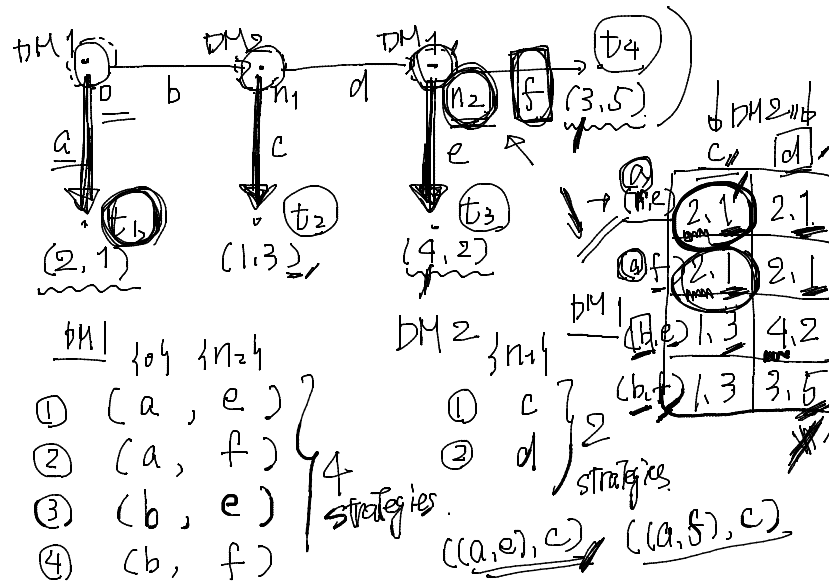 DM1 DM2 DM1 t4
o b n1 d n2 f (3,5)
a c e
t1 t2 t3
(2,1) (1,3) (4,2)
DM2
c d
(a,e) 2,1 2,1
(a,f) 2,1 2,1
DM1
(b,e) 1,3 4,2
(b,f) 1,3 3,5
DM1
{o} {n2}
① (a, e)
② (a, f)
③ (b, e)
④ (b, f)
4
strategies.
DM2
{n1}
① c
② d
2
strategies
((a,e),c) ((a,f),c)